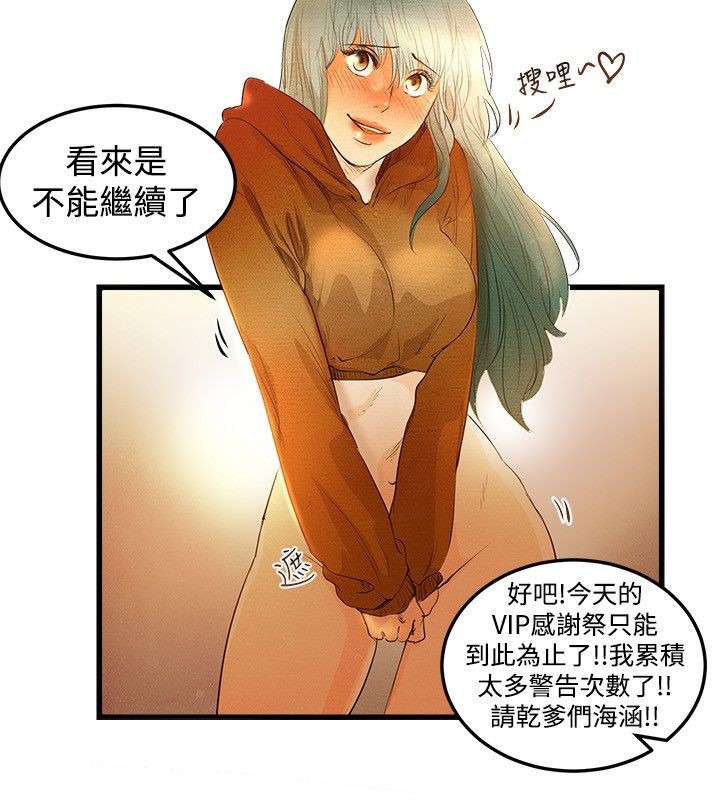 搜哩~♡
看來是
不能繼續了
遮
好吧!今天的
VIP感謝祭只能
到此為止了!!我累積
太多警告次數了!!
請乾爹們海涵!!